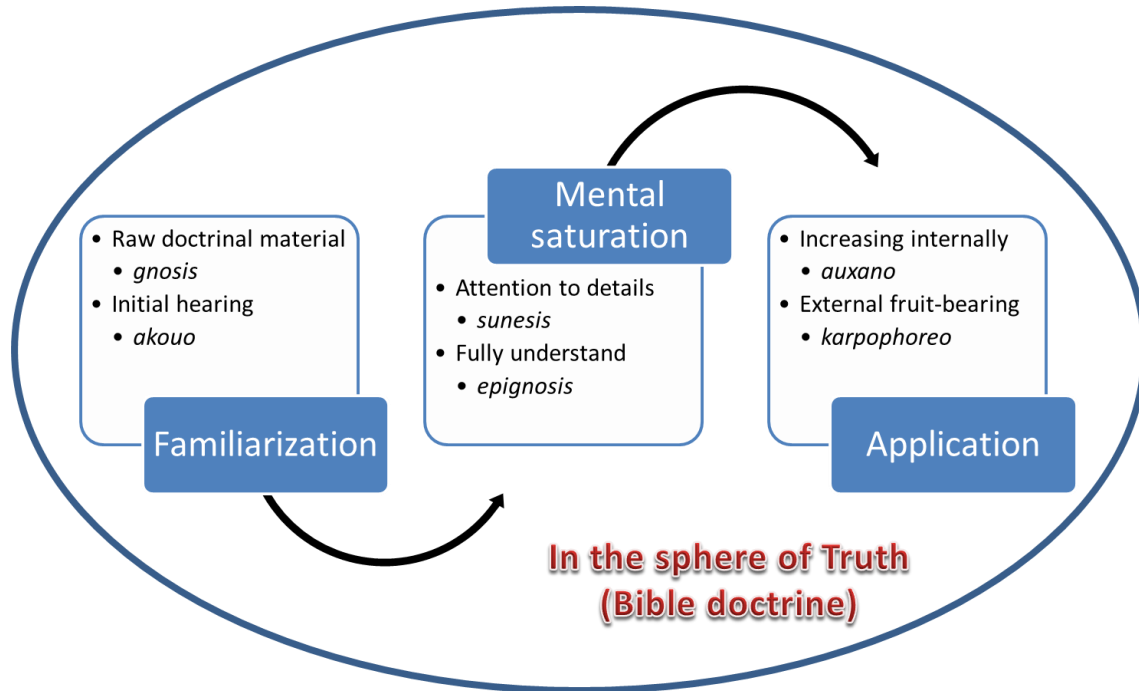 • Raw doctrinal material
• gnosis
• Initial hearing
• akouo
Familiarization
Mental
saturation
• Attention to details
• sunesis
• Fully understand
• epignosis
• Increasing internally
• auxano
• External fruit-bearing
• karpophoreo
Application
In the sphere of Truth
(Bible doctrine)